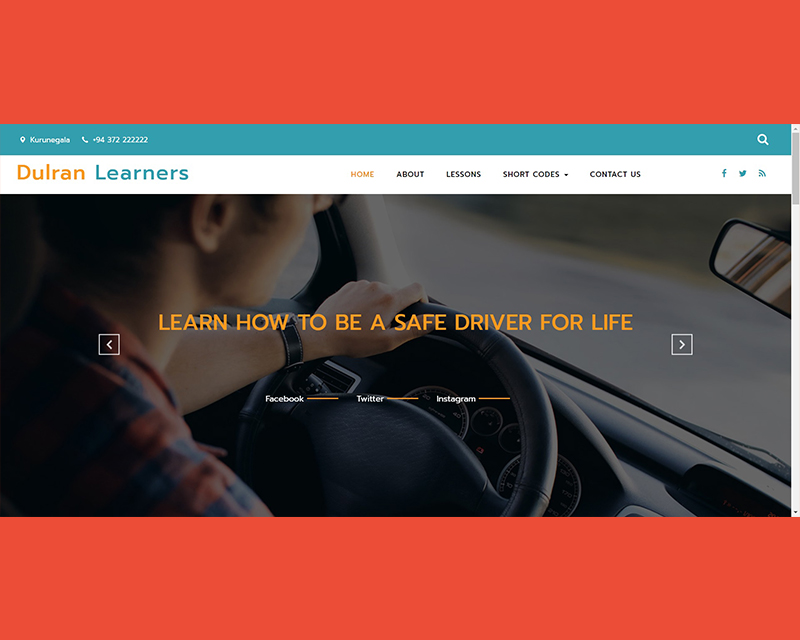 Kurunegala +94 372 222222
Dulran Learners HOME ABOUT LESSONS SHORT CODES CONTACT US
LEARN HOW TO BE A SAFE DRIVER FOR LIFE
Facebook Twitter Instagram